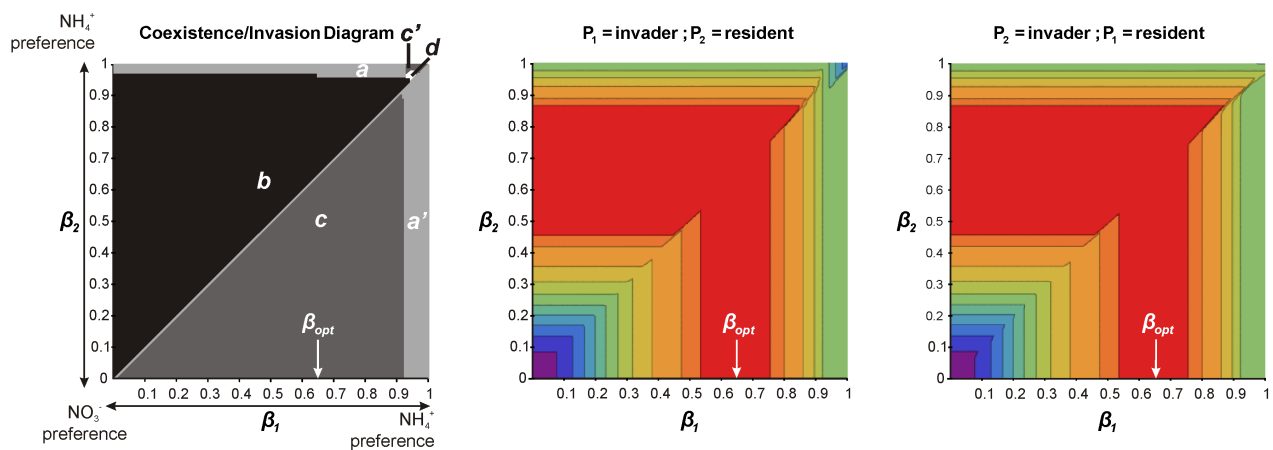 NH₄⁺
preference
Coexistence/Invasion Diagram
c'
d
a
b
c
a'
β₂
1
0.9
0.8
0.7
0.6
0.5
0.4
0.3
0.2
0.1
0
βopt
0.1 0.2 0.3 0.4 0.5 0.6 0.7 0.8 0.9 1
NO₃⁻
preference
β₁
NH₄⁺
preference
P₁ = invader ; P₂ = resident
β₂
1
0.9
0.8
0.7
0.6
0.5
0.4
0.3
0.2
0.1
0
βopt
0.1 0.2 0.3 0.4 0.5 0.6 0.7 0.8 0.9 1
β₁
P₂ = invader ; P₁ = resident
β₂
1
0.9
0.8
0.7
0.6
0.5
0.4
0.3
0.2
0.1
0
βopt
0.1 0.2 0.3 0.4 0.5 0.6 0.7 0.8 0.9 1
β₁